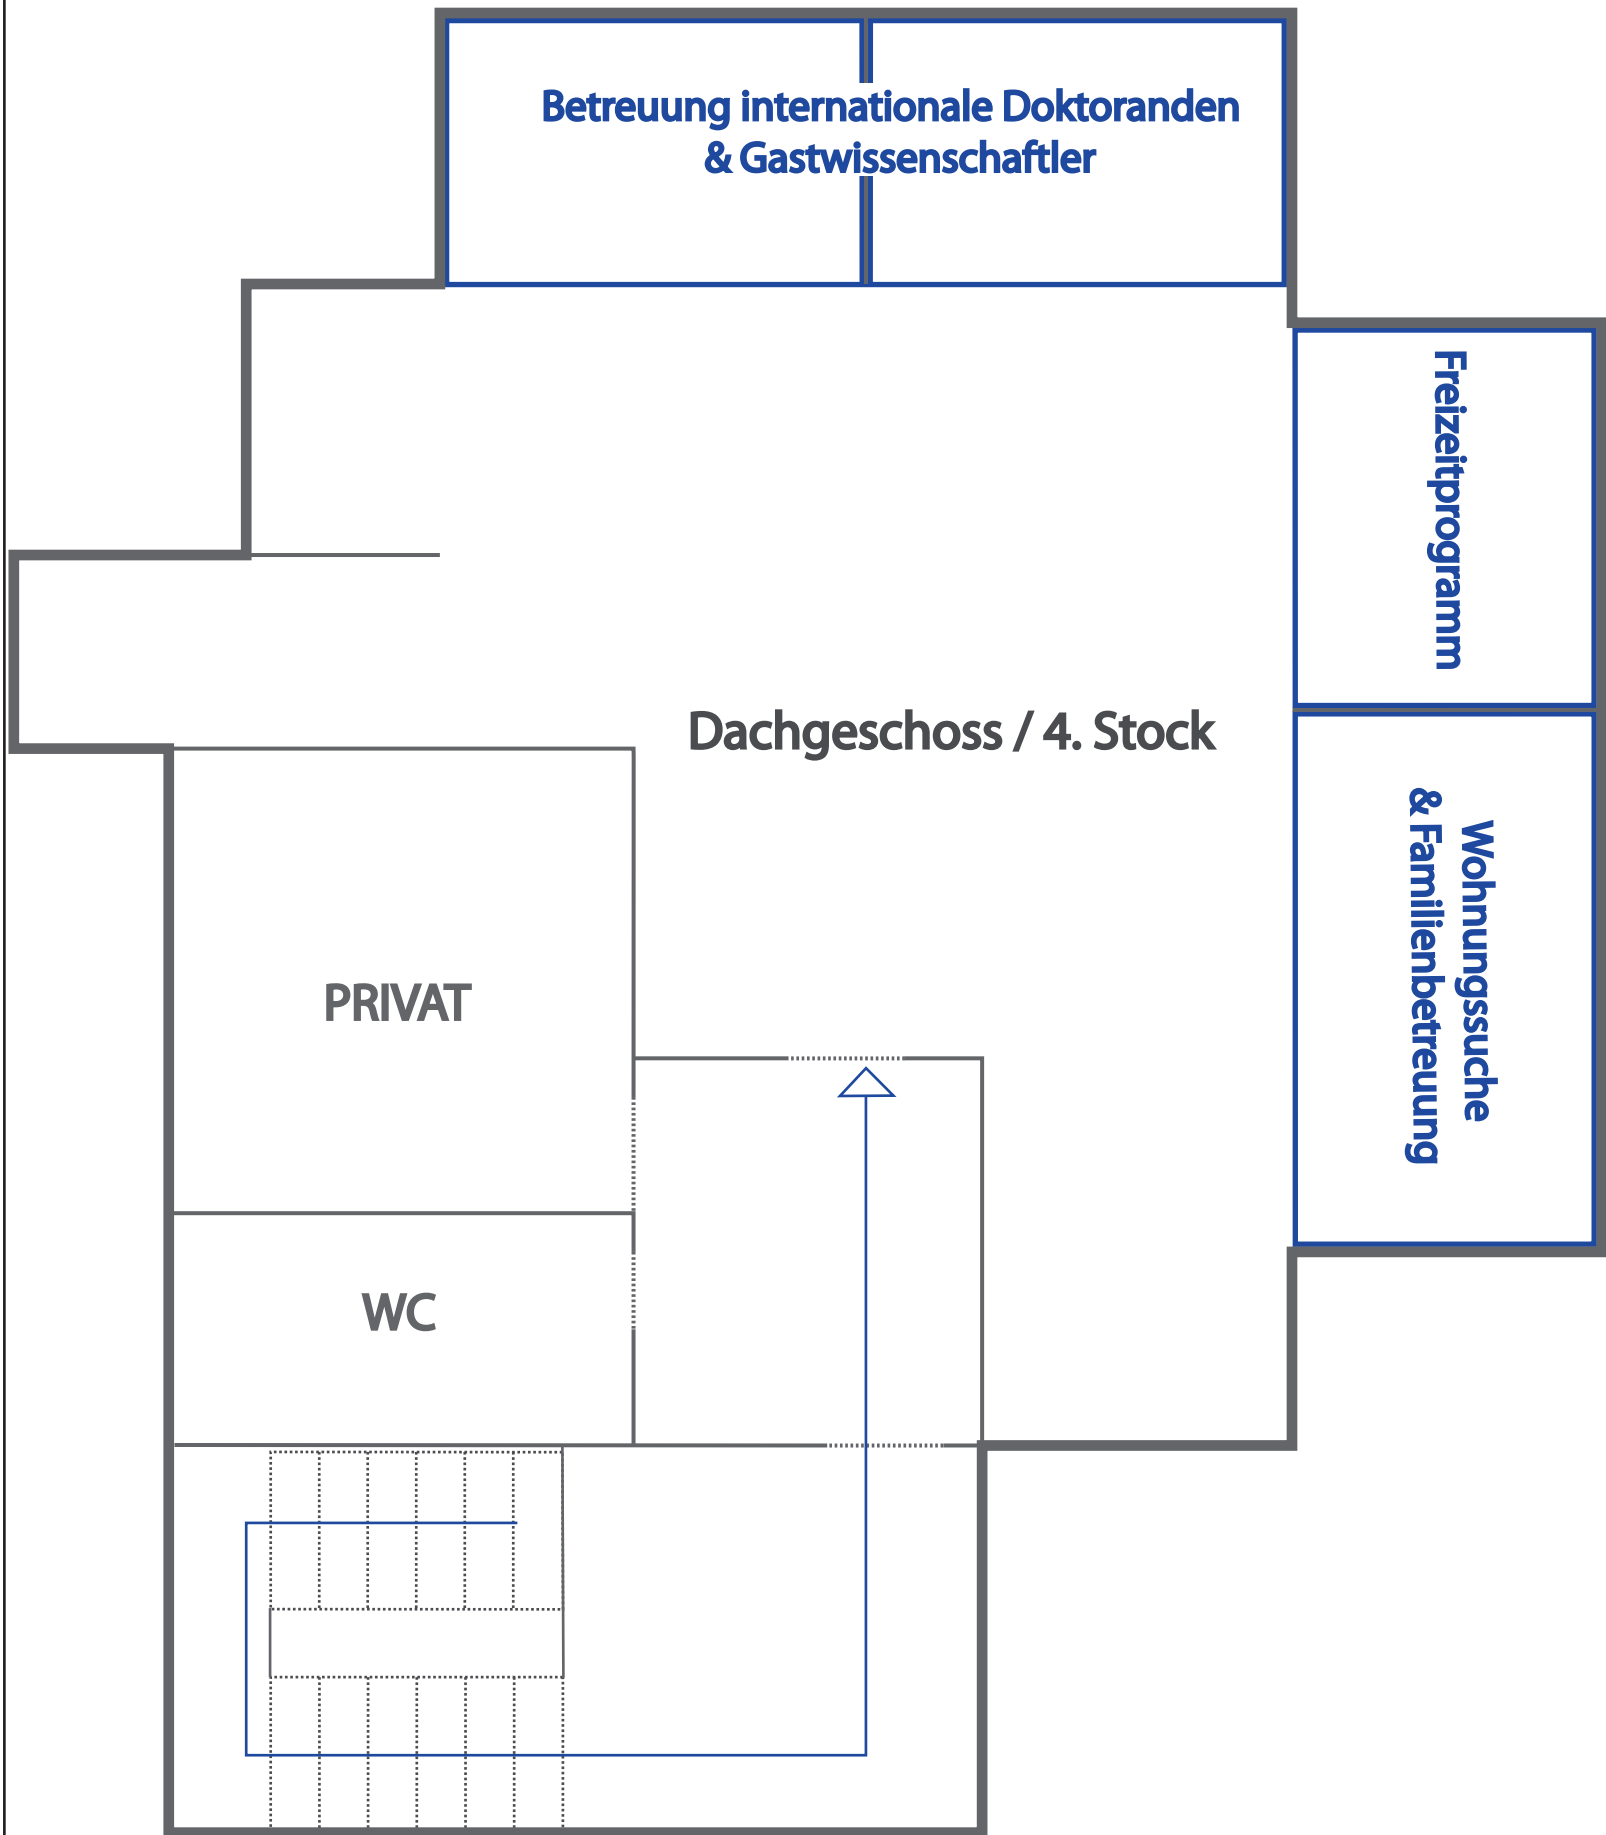 Betreuung internationale Doktoranden
& Gastwissenschaftler
Freizeitprogramm
Dachgeschoss / 4. Stock
Wohnungssuche
& Familienbetreuung
PRIVAT
WC